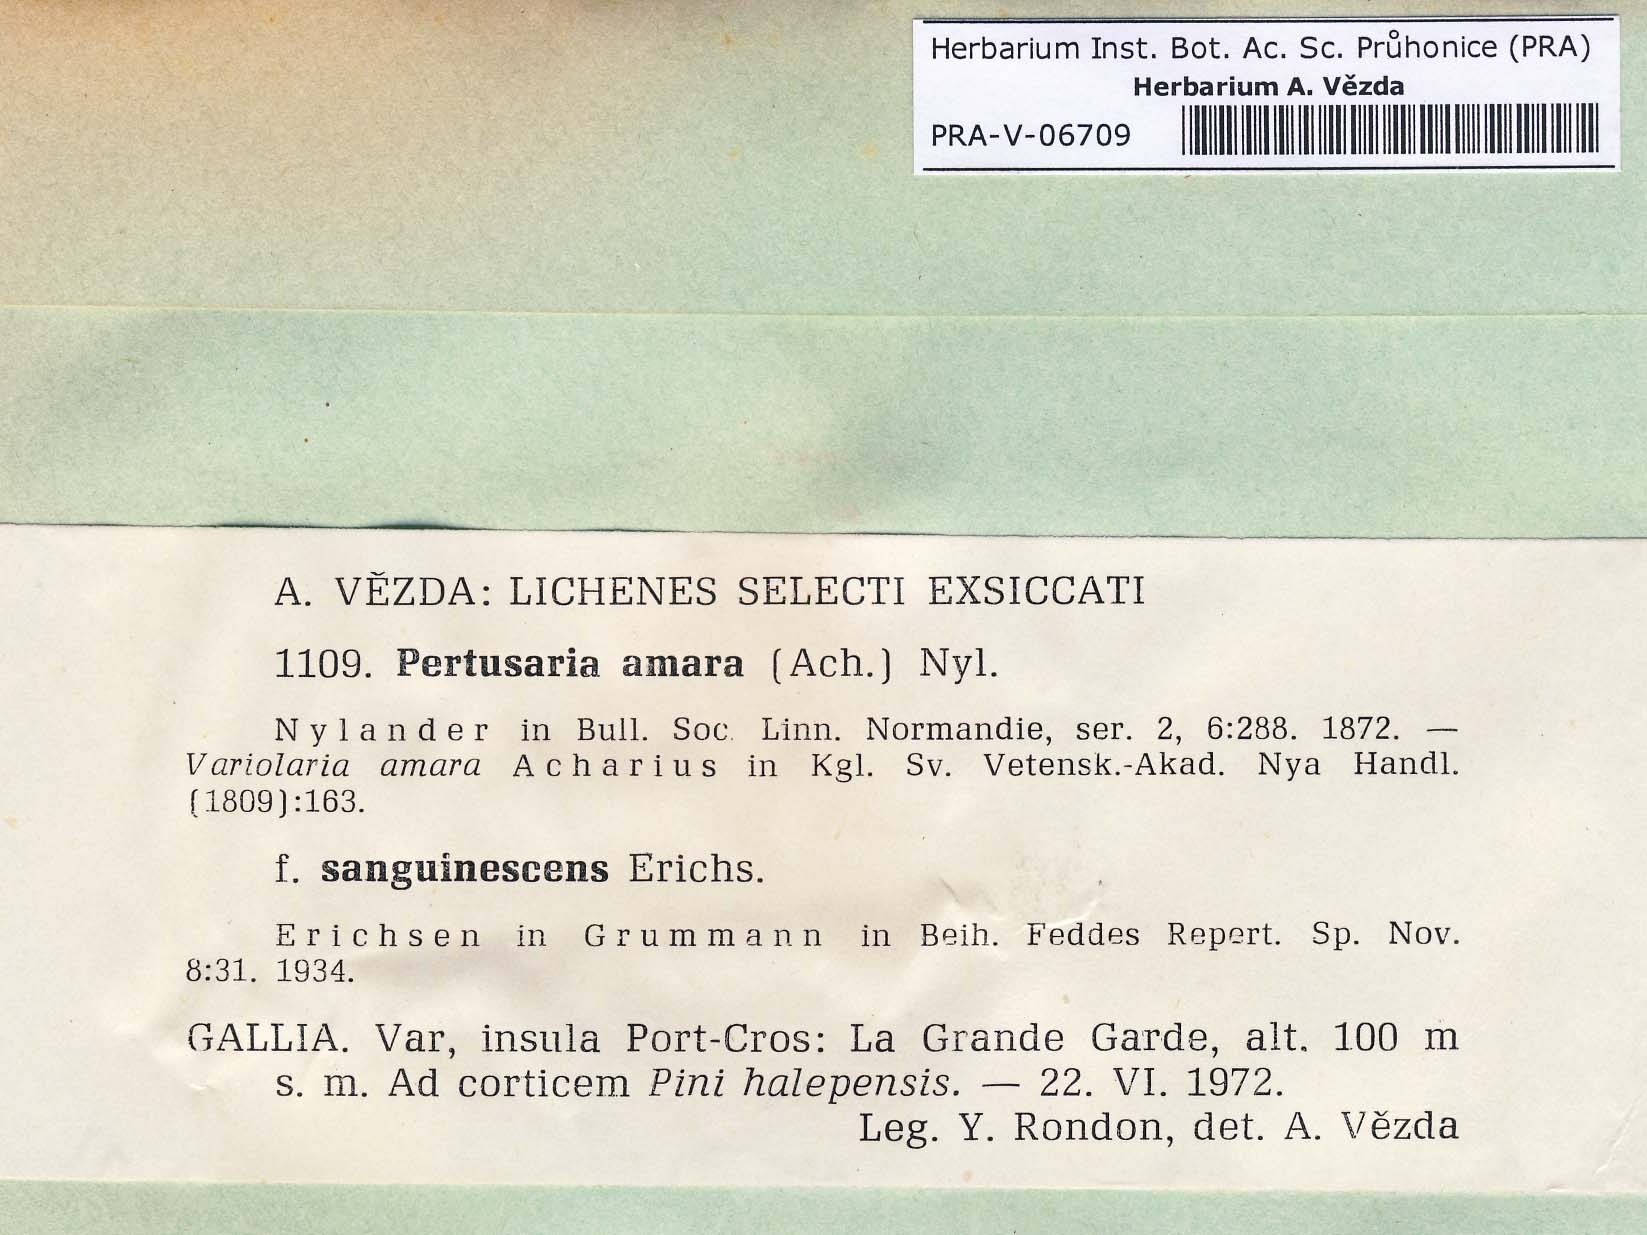 Herbarium Inst. Bot. Ac. Sc. Průhonice (PRA)
Herbarium A. Vězda
PRA-V-06709
A. VĚZDA: LICHENES SELECTI EXSICCATI
1109. Pertusaria amara (Ach.) Nyl.
Nylander in Bull. Soc. Linn. Normandie, ser. 2, 6:288. 1872. —
Variolaria amara Acharius in Kgl. Sv. Vetensk.-Akad. Nya Handl.
(1809):163.
f. sanguinescens Erichs.
Erichsen in Grummann in Beih. Feddes Repert. Sp. Nov.
8:31. 1934.
GALLIA. Var, insula Port-Cros: La Grande Garde, alt. 100 m
s. m. Ad corticem Pini halepensis. — 22. VI. 1972.
Leg. Y. Rondon, det. A. Vězda